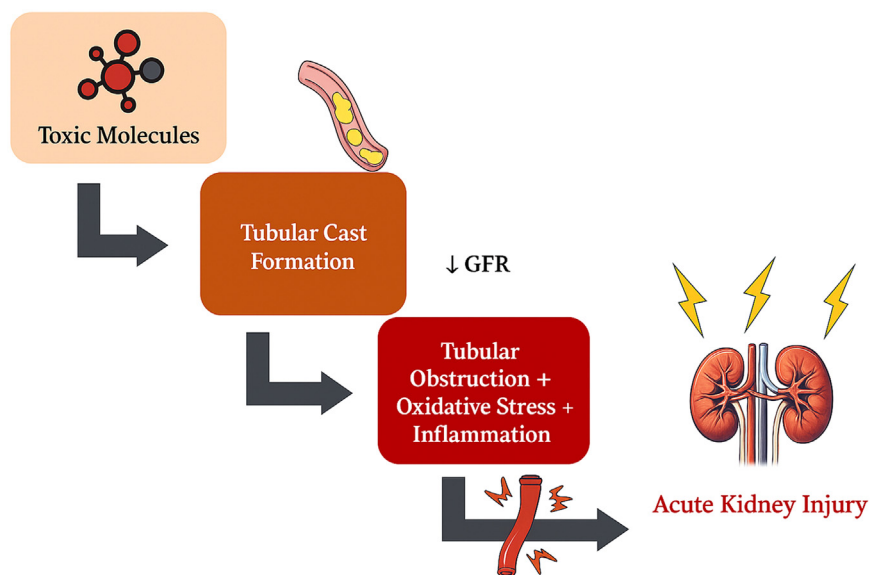 Toxic Molecules
Tubular Cast
Formation
↓ GFR
Tubular
Obstruction +
Oxidative Stress +
Inflammation
Acute Kidney Injury